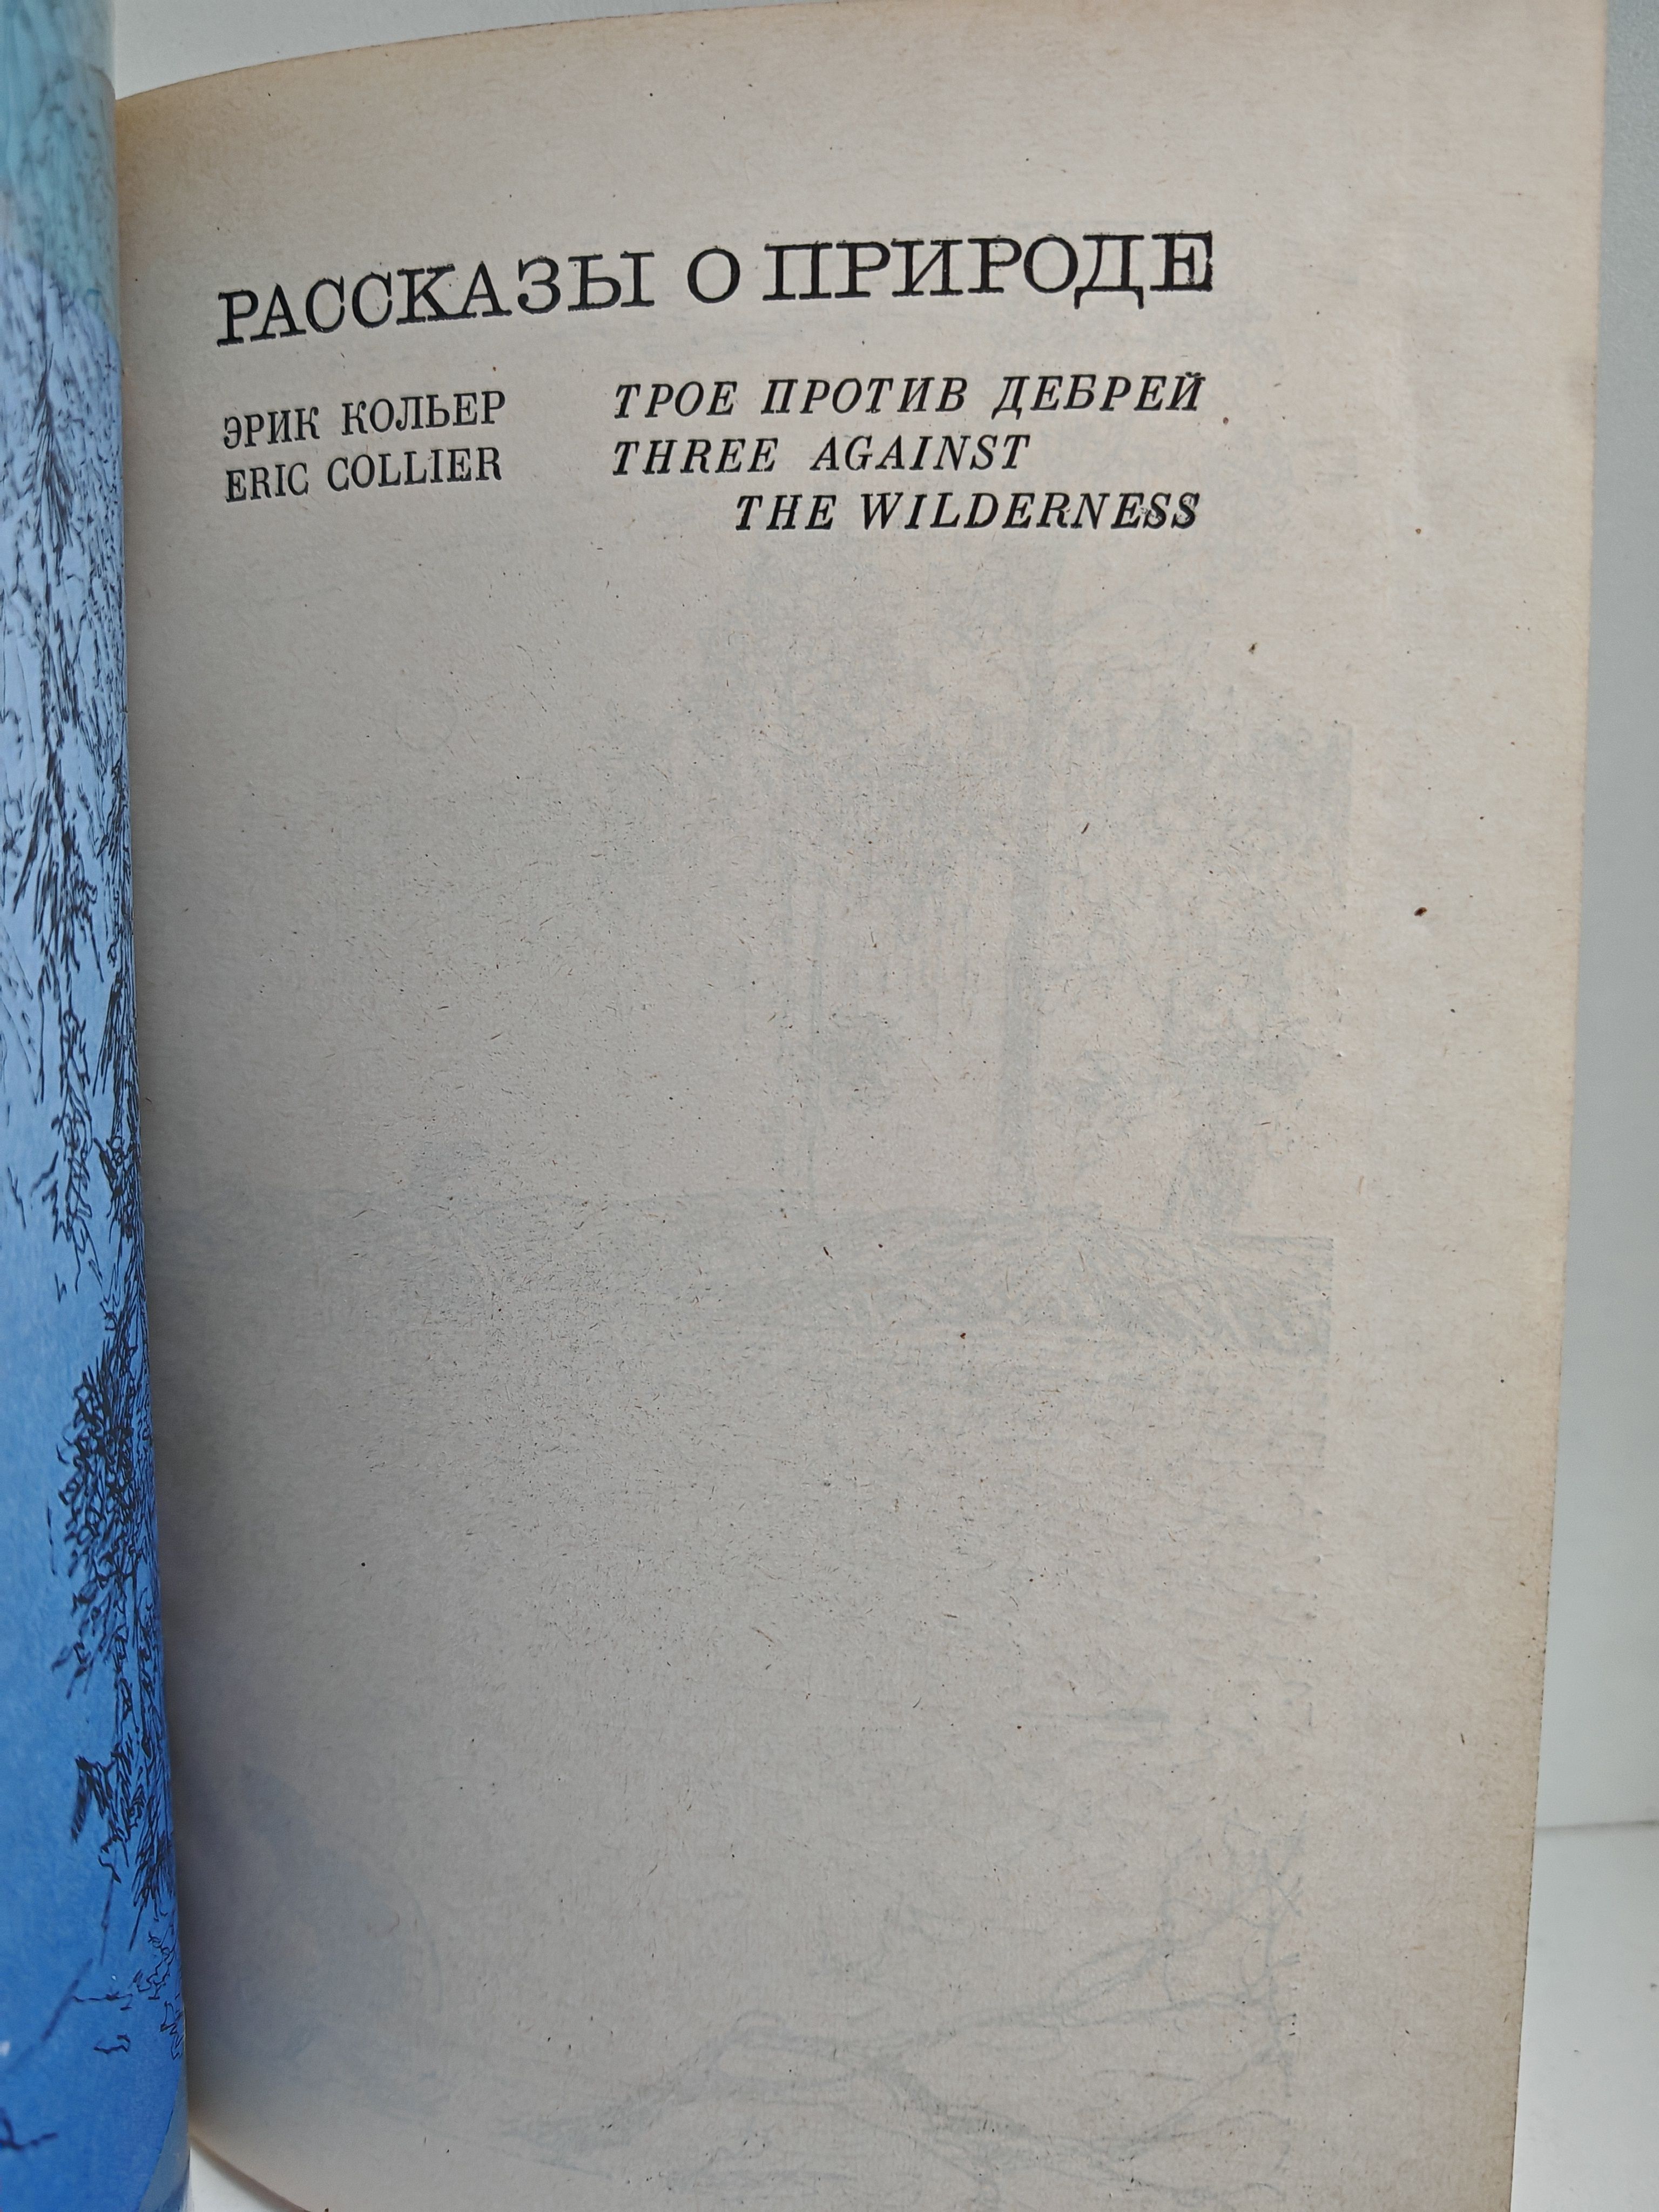 РАССКАЗЫ О ПРИРОДЕ
ЭРИК КОЛЬЕР
ERIC COLLIER
ТРОЕ ПРОТИВ ДЕБРЕЙ
THREE AGAINST
THE WILDERNESS